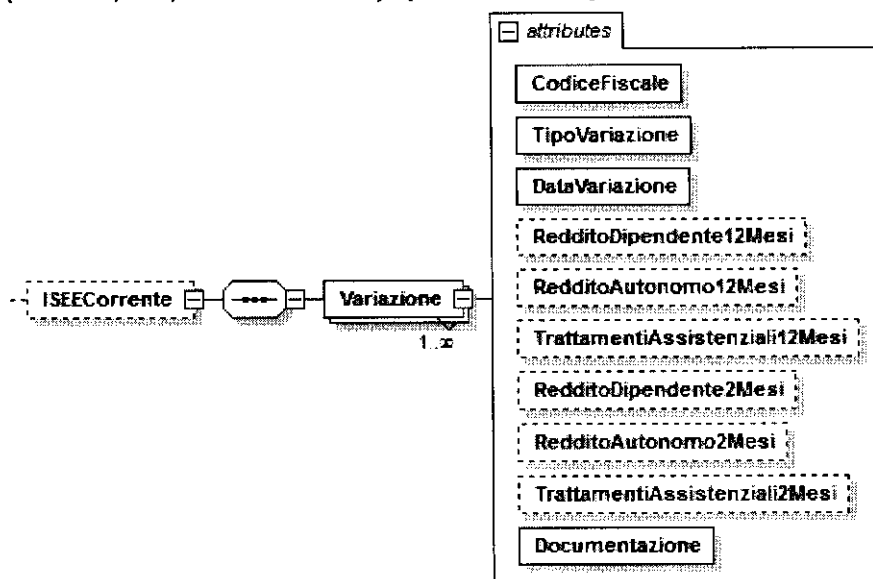 attributes
CodiceFiscale
TipoVariazione
DataVariazione
RedditoDipendente12Mesi
ISEECorrente
Variazione
1..∞
RedditoAutonomo12Mesi
TrattamentiAssistenziali12Mesi
RedditoDipendente2Mesi
RedditoAutonomo2Mesi
TrattamentiAssistenziali2Mesi
Documentazione